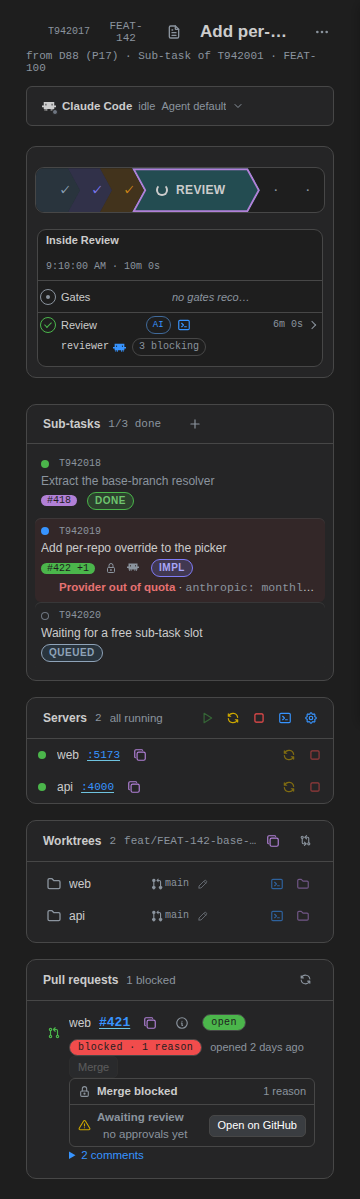 T942017 FEAT-142 Add per-…
from D88 (P17) · Sub-task of T942001 · FEAT-100
Claude Code idle Agent default
✓ ✓ ✓ REVIEW · ·
Inside Review
9:10:00 AM · 10m 0s
Gates no gates reco…
Review AI 6m 0s
reviewer 3 blocking
Sub-tasks 1/3 done
T942018
Extract the base-branch resolver
#418 DONE
T942019
Add per-repo override to the picker
#422 +1 IMPL
Provider out of quota · anthropic: monthl…
T942020
Waiting for a free sub-task slot
QUEUED
Servers 2 all running
web :5173
api :4000
Worktrees 2 feat/FEAT-142-base-…
web main
api main
Pull requests 1 blocked
web #421 open
blocked · 1 reason opened 2 days ago
Merge
Merge blocked 1 reason
Awaiting review
no approvals yet
Open on GitHub
2 comments